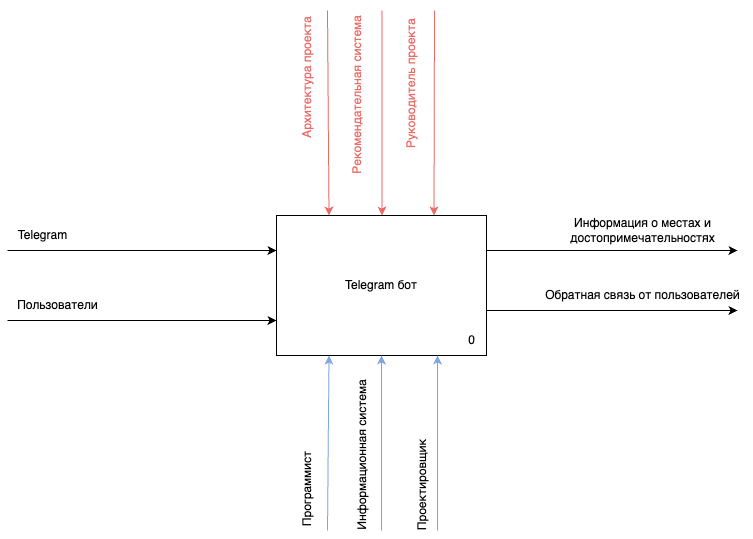 Архитектура проекта
Рекомендательная система
Руководитель проекта
Telegram
Информация о местах и
достопримечательностях
Telegram бот
Пользователи
Обратная связь от пользователей
0
Программист
Информационная система
Проектировщик